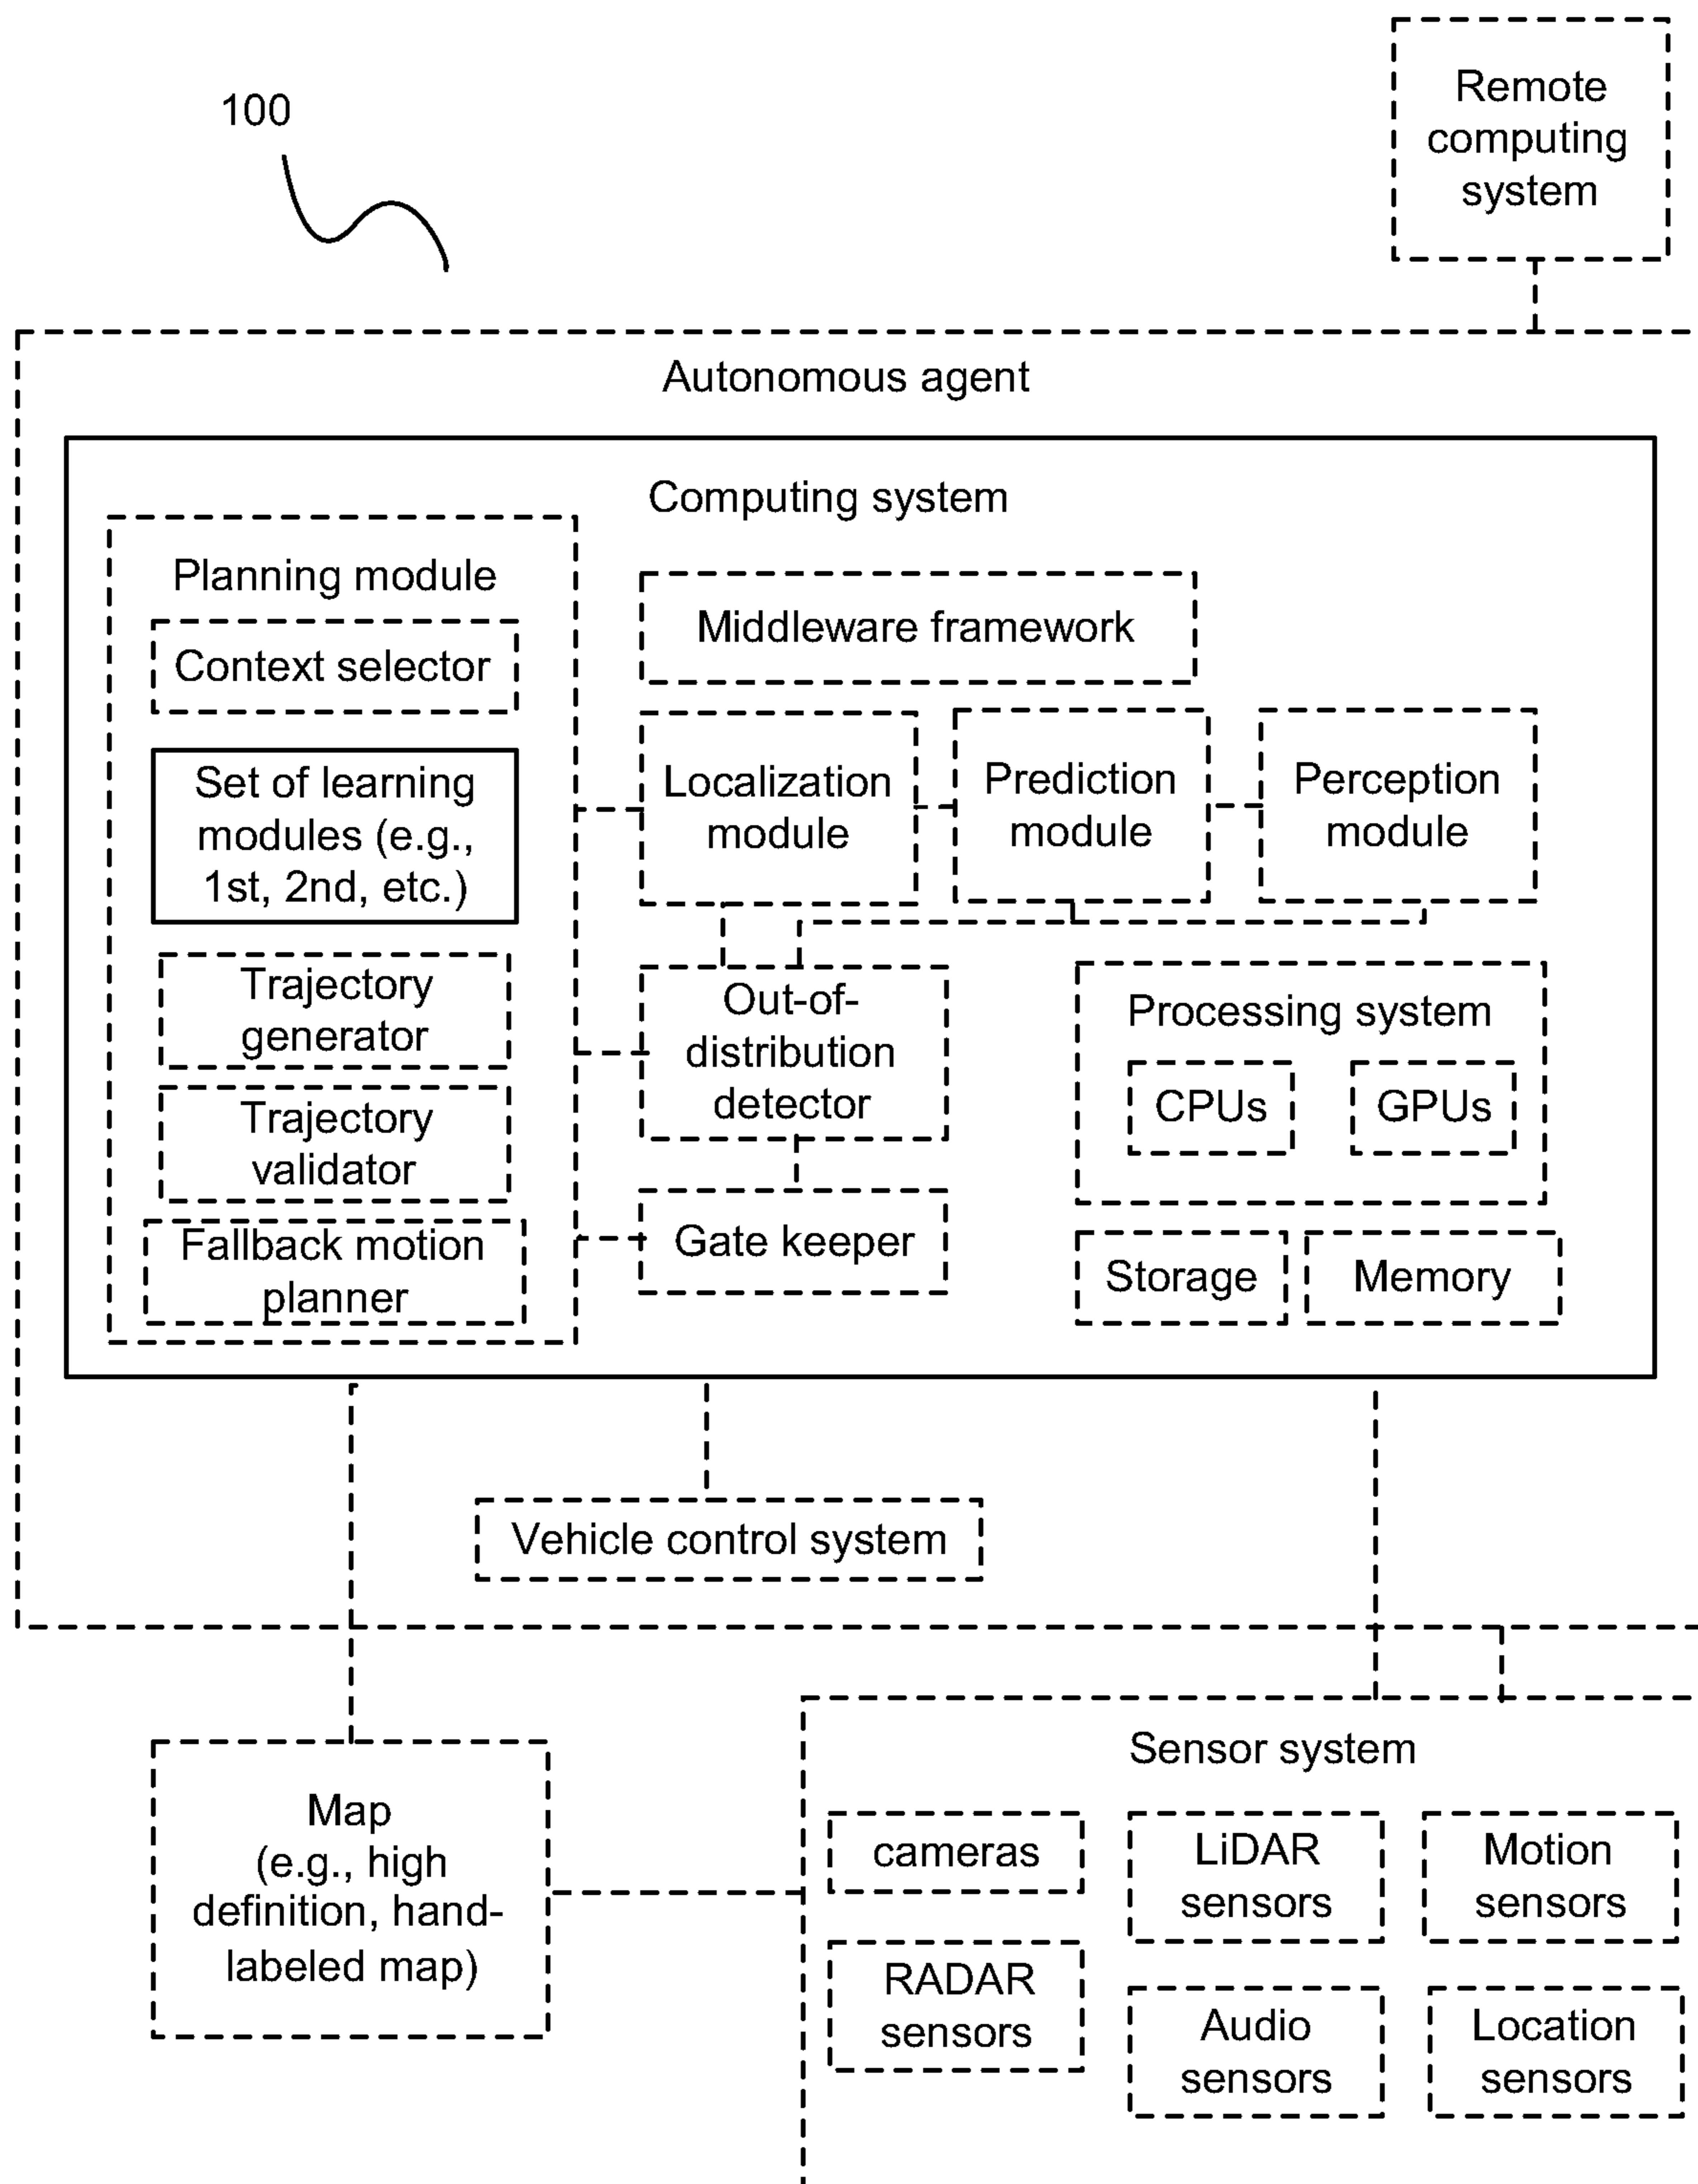 100
Remote
computing
system
Autonomous agent
Computing system
Planning module
Context selector
Set of learning
modules (e.g.,
1st, 2nd, etc.)
Trajectory
generator
Trajectory
validator
Fallback motion
planner
Middleware framework
Localization
module
Prediction
module
Perception
module
Out-of-
distribution
detector
Gate keeper
Processing system
CPUs
GPUs
Storage
Memory
Vehicle control system
Map
(e.g., high
definition, hand-
labeled map)
Sensor system
cameras
LiDAR
sensors
Motion
sensors
RADAR
sensors
Audio
sensors
Location
sensors